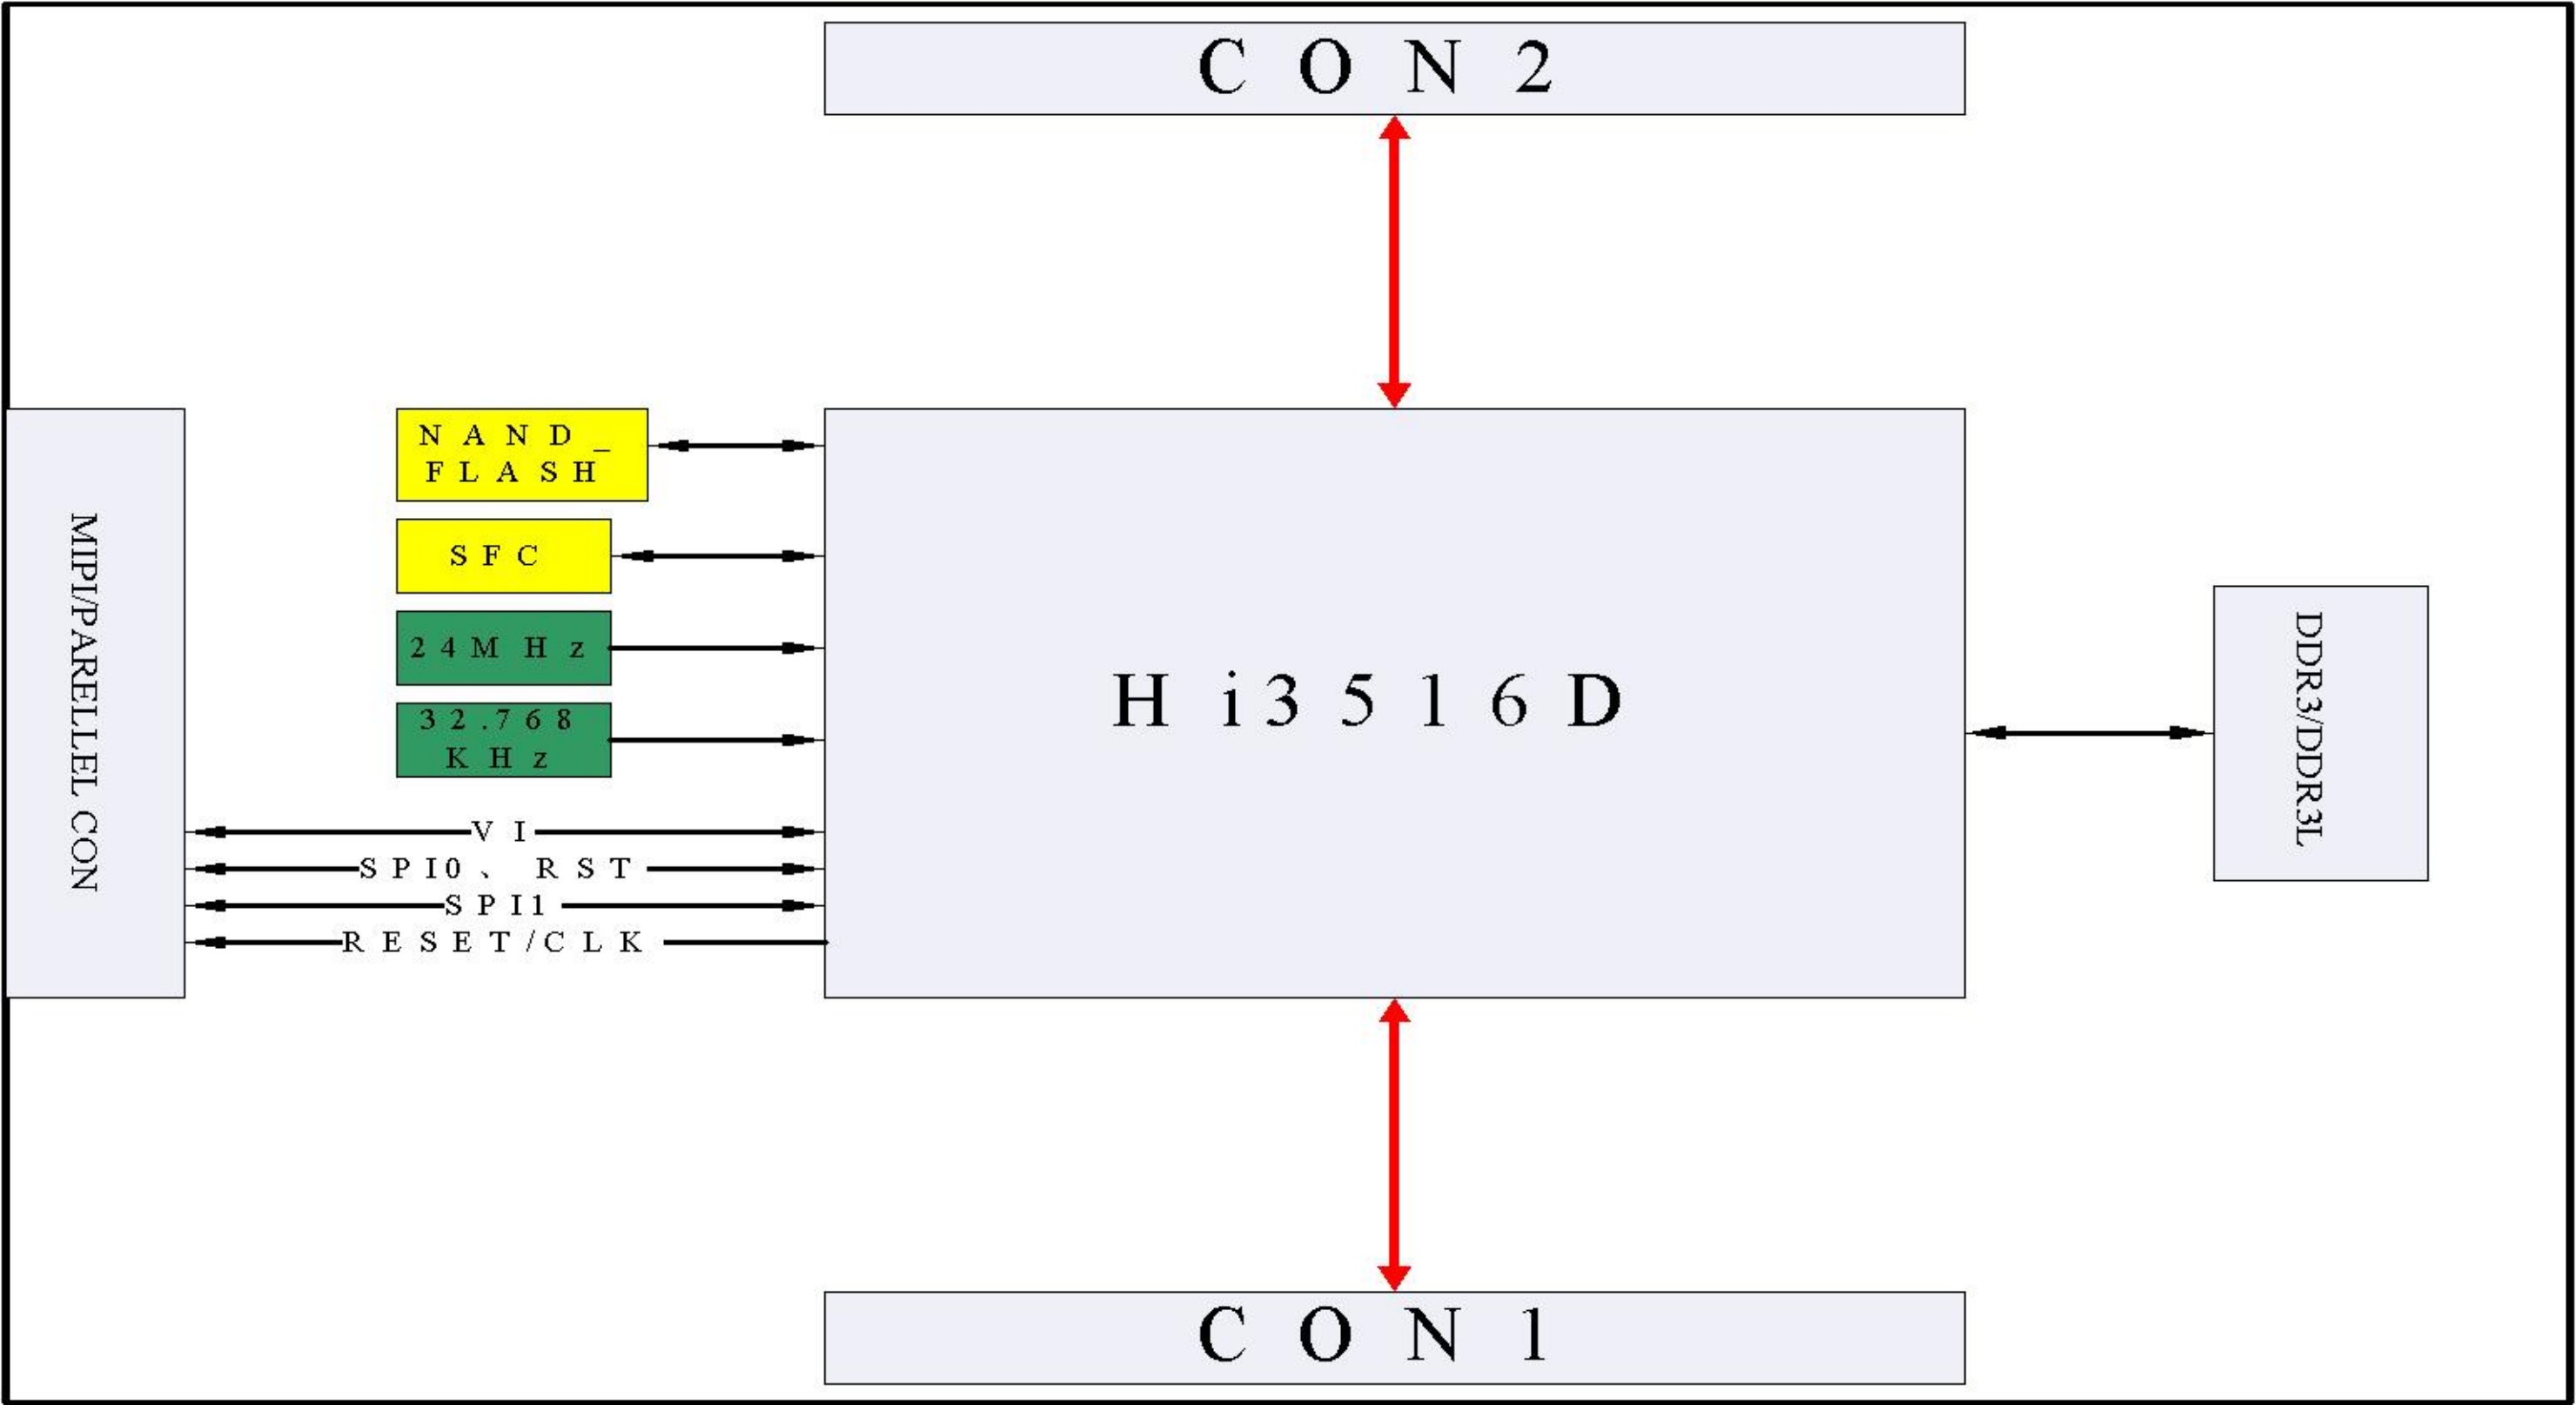 CON2
NAND_
FLASH
SFC
24MHz
32.768
KHz
MIPI/PARELLEL CON
Hi3516D
DDR3/DDR3L
VI
SPI0、 RST
SPI1
RESET/CLK
CON1